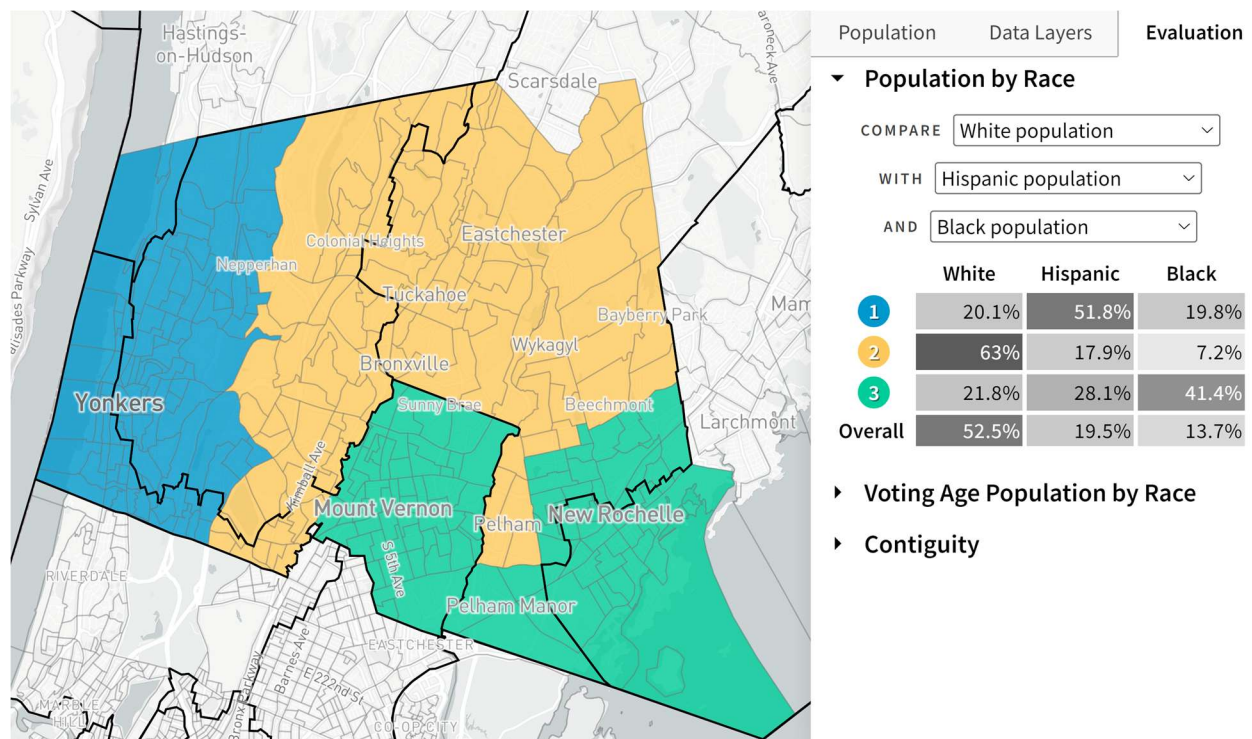 Hastings-
on-Hudson
Scarsdale
aroneck-Ave
Sylvan Ave
alisades Parkway
Colonial Heights
Eastchester
Nepperhan
Tuckahoe
Bayberry Park
Mam
Wykagyl
Bronxville
Yonkers
Sunny Brae
Beechmont
Larchmont
Kimball Ave
Mount Vernon
Pelham
New Rochelle
S 5th Ave
RIVERDALE
Pelham Manor
EASTCHESTER
Barnes Ave
E 222nd St
Bronx Parkway
MARBLE
HILL
CO-OP CITY
Population Data Layers Evaluation
Population by Race
COMPARE White population
WITH Hispanic population
AND Black population
White Hispanic Black
1 20.1% 51.8% 19.8%
2 63% 17.9% 7.2%
3 21.8% 28.1% 41.4%
Overall 52.5% 19.5% 13.7%
Voting Age Population by Race
Contiguity